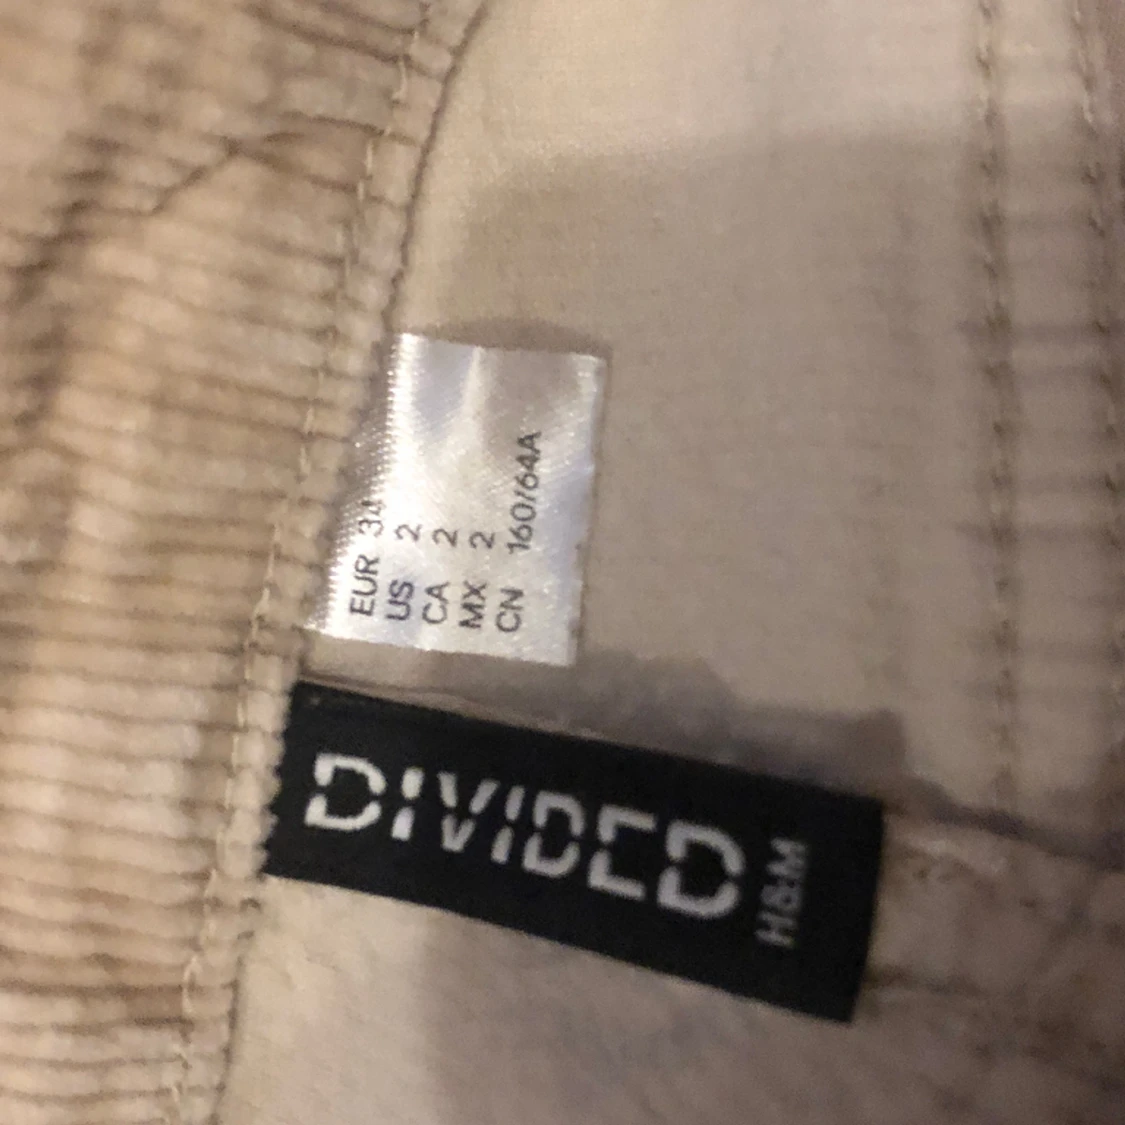 EUR 34
US 2
CA 2
MX 2
CN 160/64A
DIVIDED
H&M